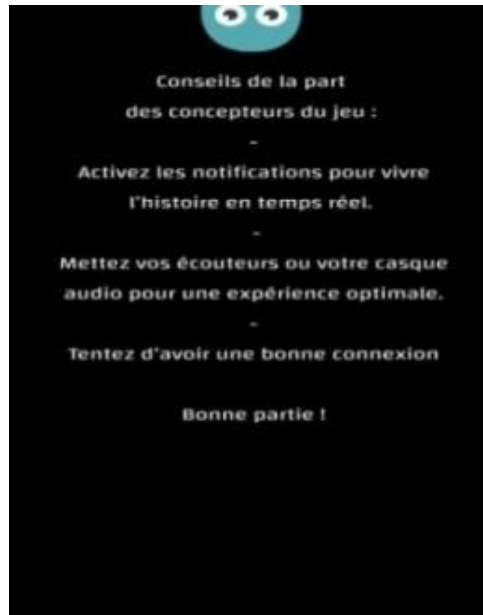 Conseils de la part
des concepteurs du jeu :
-
Activez les notifications pour vivre
l'histoire en temps réel.
-
Mettez vos écouteurs ou votre casque
audio pour une expérience optimale.
-
Tentez d'avoir une bonne connexion
Bonne partie !